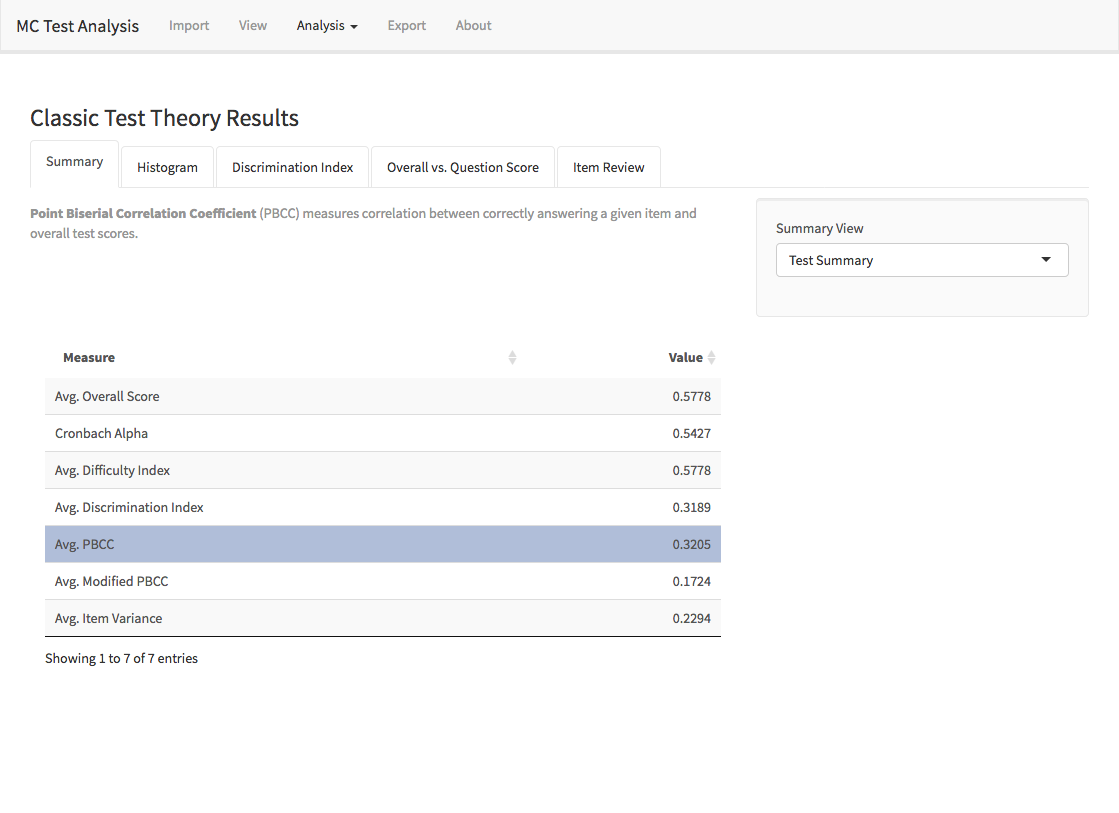 MC Test Analysis Import View Analysis Export About
Classic Test Theory Results
Summary Histogram Discrimination Index Overall vs. Question Score Item Review
Point Biserial Correlation Coefficient (PBCC) measures correlation between correctly answering a given item and
overall test scores.
Summary View
Test Summary
Measure Value
Avg. Overall Score 0.5778
Cronbach Alpha 0.5427
Avg. Difficulty Index 0.5778
Avg. Discrimination Index 0.3189
Avg. PBCC 0.3205
Avg. Modified PBCC 0.1724
Avg. Item Variance 0.2294
Showing 1 to 7 of 7 entries